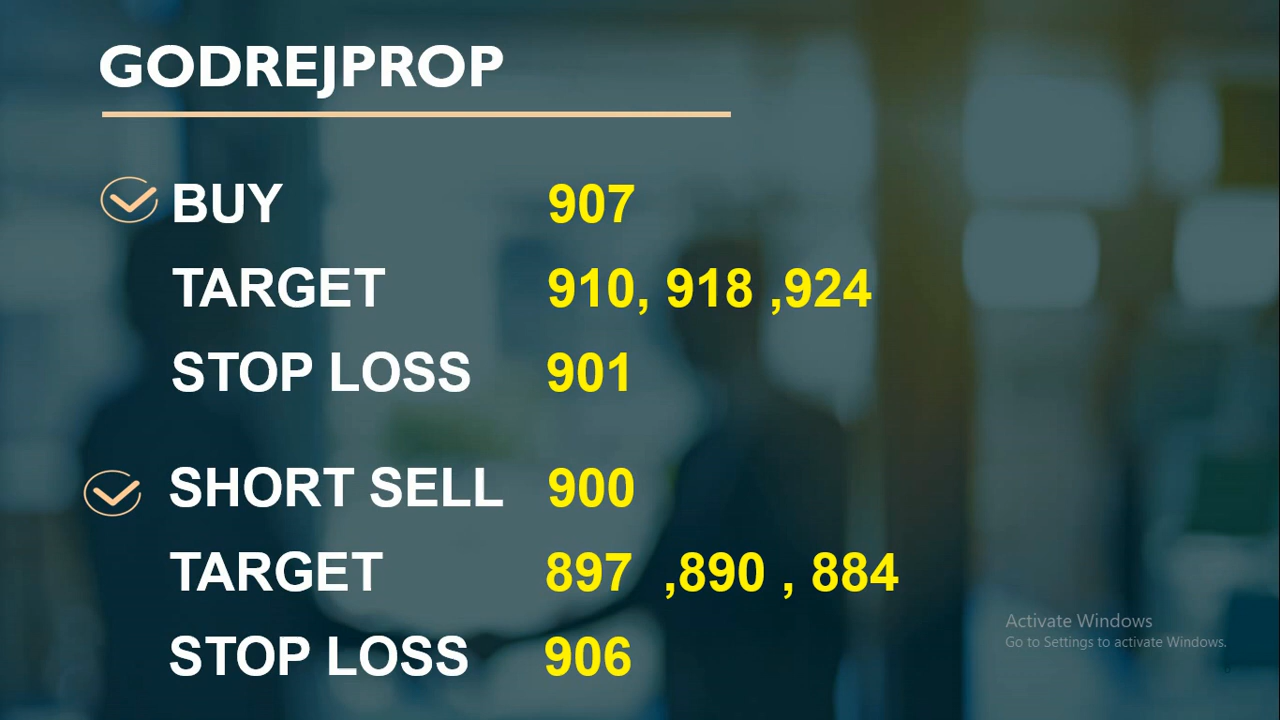 GODREJPROP
BUY 907
TARGET 910, 918 ,924
STOP LOSS 901
SHORT SELL 900
TARGET 897 ,890 , 884
STOP LOSS 906
Activate Windows
Go to Settings to activate Windows.